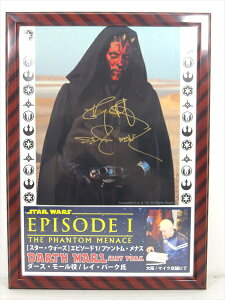 STAR WARS
EPISODE I
THE PHANTOM MENACE
[スター・ウォーズ] エピソード1/ファントム・メナス
DARTH MAUL/RAY PARK
ダース・モール役/レイ・パーク氏